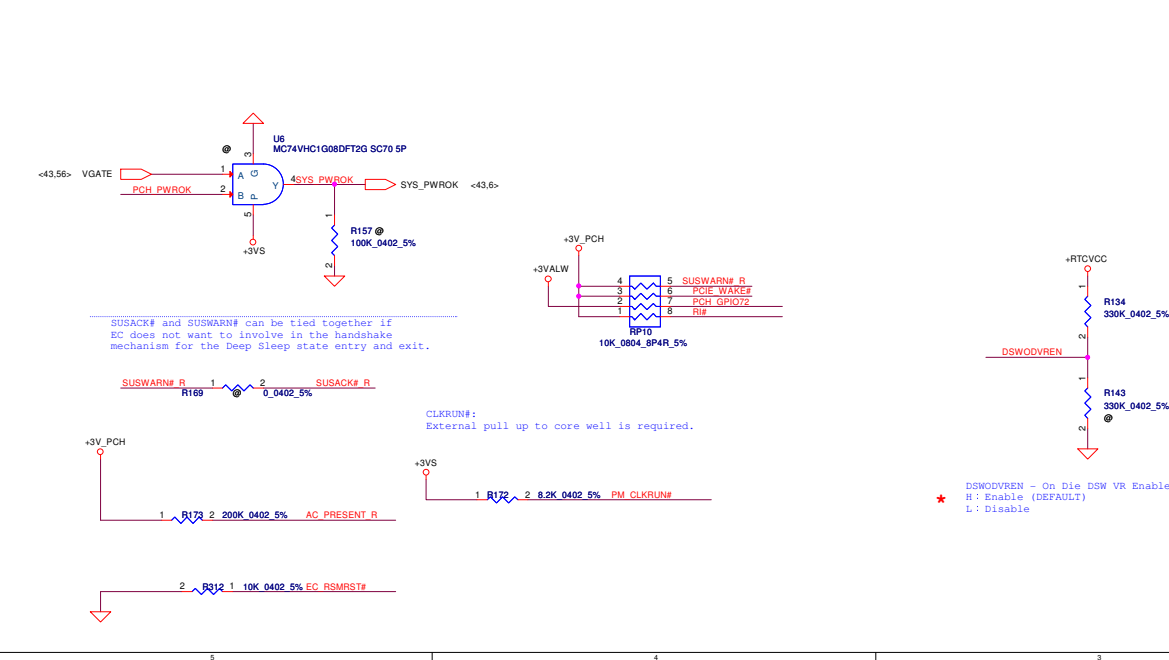 U6
MC74VHC1G08DFT2G SC70 5P
@
3
<43,56> VGATE
1
A
G
4
SYS_PWROK
SYS_PWROK <43,6>
PCH_PWROK
2
B
P
Y
5
+3VS
1
R157 @
100K_0402_5%
2
+3V_PCH
+3VALW
4
5
SUSWARN#_R
3
6
PCIE_WAKE#
2
7
PCH_GPIO72
1
8
RI#
RP10
10K_0804_8P4R_5%
+RTCVCC
1
R134
330K_0402_5%
2
DSWODVREN
1
R143
330K_0402_5%
@
2
SUSACK# and SUSWARN# can be tied together if
EC does not want to involve in the handshake
mechanism for the Deep Sleep state entry and exit.
SUSWARN#_R
1
2
SUSACK#_R
R169
@
0_0402_5%
CLKRUN#:
External pull up to core well is required.
+3V_PCH
+3VS
1
R172
2
8.2K_0402_5%
PM_CLKRUN#
DSWODVREN - On Die DSW VR Enable
H:Enable (DEFAULT)
L:Disable
1
R173
2
200K_0402_5%
AC_PRESENT_R
2
R312
1
10K_0402_5%
EC_RSMRST#
5
4
3